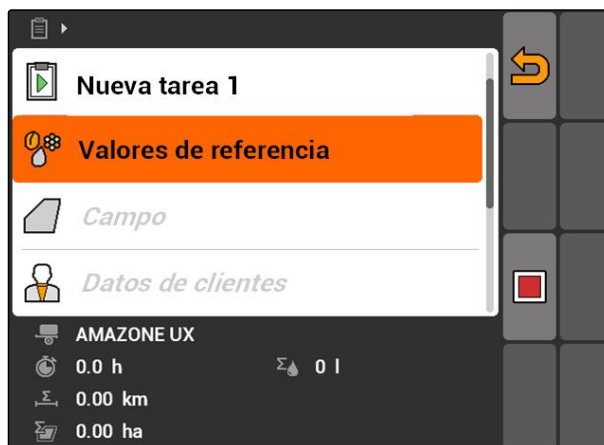 Nueva tarea 1
Valores de referencia
Campo
Datos de clientes
AMAZONE UX
0.0 h Σ 0 l
Σ 0.00 km
Σ 0.00 ha